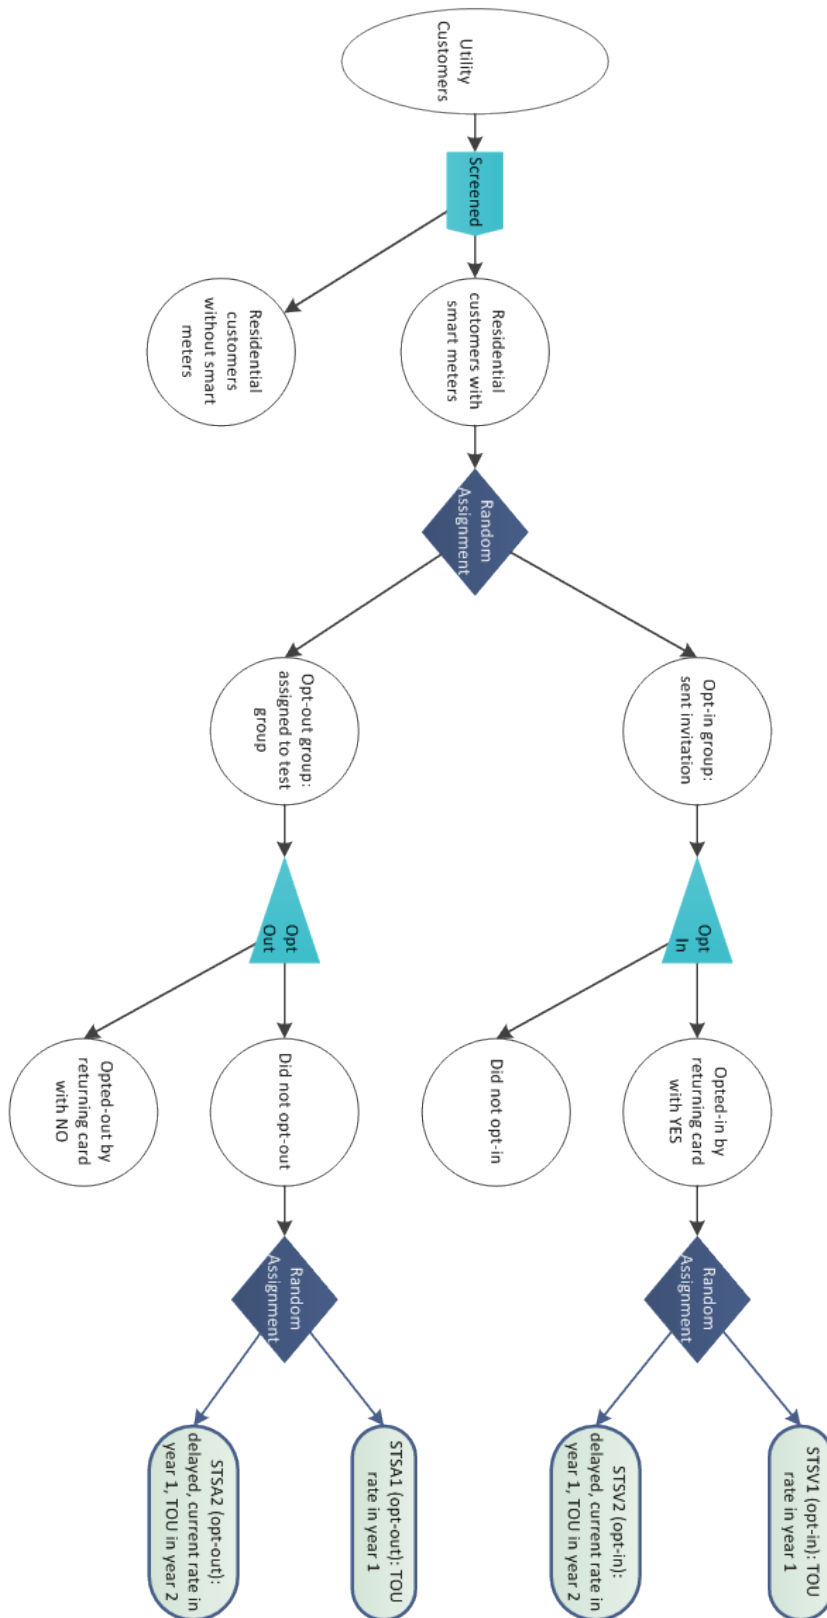 Utility
Customers
Screened
Residential
customers with
smart meters
Residential
customers
without smart
meters
Random
Assignment
Opt-in group:
sent invitation
Opt-out group:
assigned to test
group
Opt
In
Opt
Out
Opted-in by
returning card
with YES
Did not opt-in
Did not opt-out
Opted-out by
returning card
with NO
Random
Assignment
Random
Assignment
STSV1 (opt-in): TOU
rate in year 1
STSV2 (opt-in):
delayed, current rate in
year 1, TOU in year 2
STSA1 (opt-out): TOU
rate in year 1
STSA2 (opt-out):
delayed, current rate in
year 1, TOU in year 2